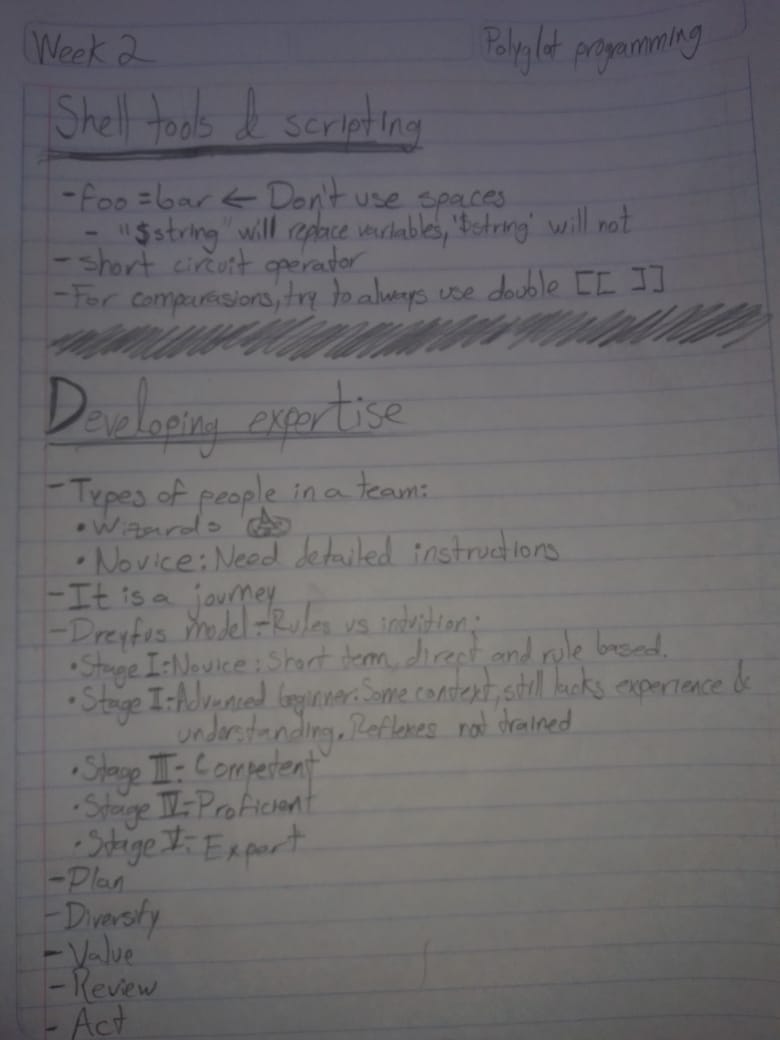 Week 2
Polyglot programming
Shell tools & scripting
- foo=bar ← Don't use spaces
- "$string" will replace variables, '$string' will not
- short circuit operator
- For comparasions, try to always use double [[ ]]
Developing expertise
- Types of people in a team:
• Wizards
• Novice: Need detailed instructions
- It is a journey
- Dreyfus model:- Rules vs intuition:
• Stage I:- Novice: Short term, direct and rule based.
• Stage I:- Advanced beginner: Some context, still lacks experience &
understanding. Reflexes not trained
• Stage III:- Competent
• Stage IV:- Proficient
• Stage V:- Expert
- Plan
- Diversify
- Value
- Review
- Act